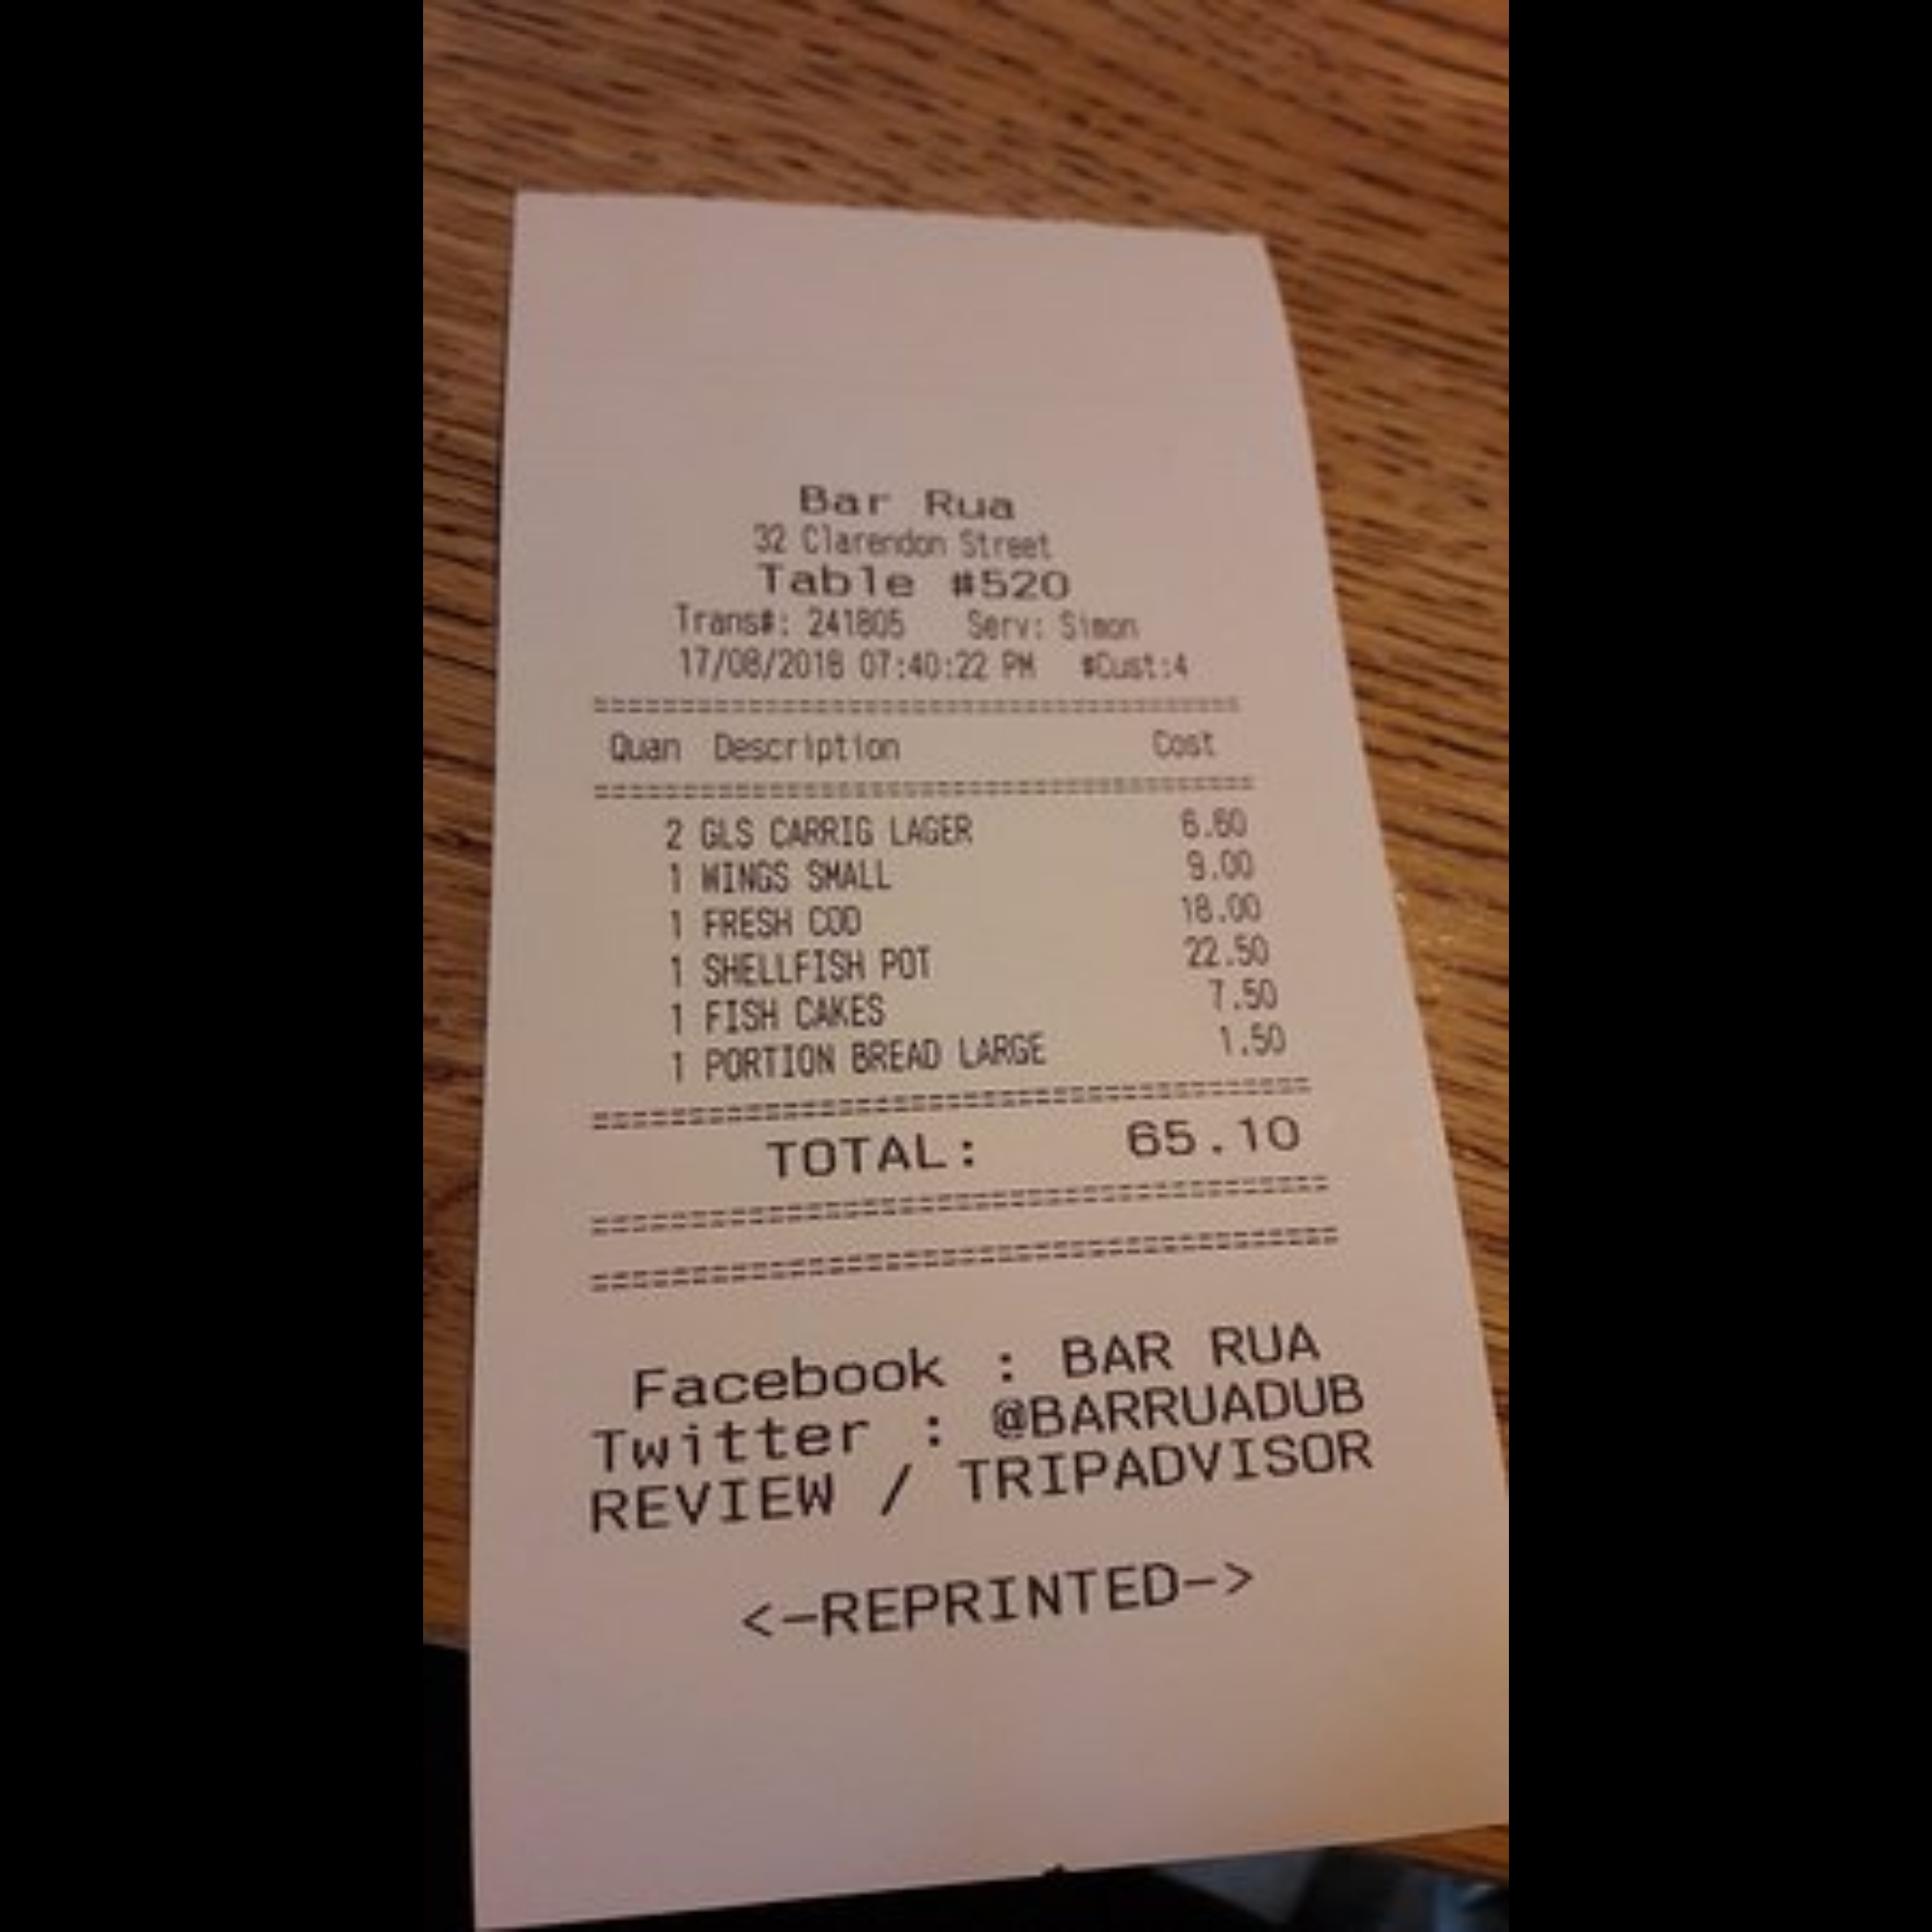 Bar Rua
32 Clarendon Street
Table #520
Trans#: 241805 Serv: Simon
17/08/2018 07:40:22 PM #Cust:4
========================================
Quan Description Cost
========================================
2 GLS CARRIG LAGER 6.60
1 WINGS SMALL 9.00
1 FRESH COD 18.00
1 SHELLFISH POT 22.50
1 FISH CAKES 7.50
1 PORTION BREAD LARGE 1.50
========================================
TOTAL: 65.10
========================================
========================================
Facebook : BAR RUA
Twitter : @BARRUADUB
REVIEW / TRIPADVISOR
<-REPRINTED->